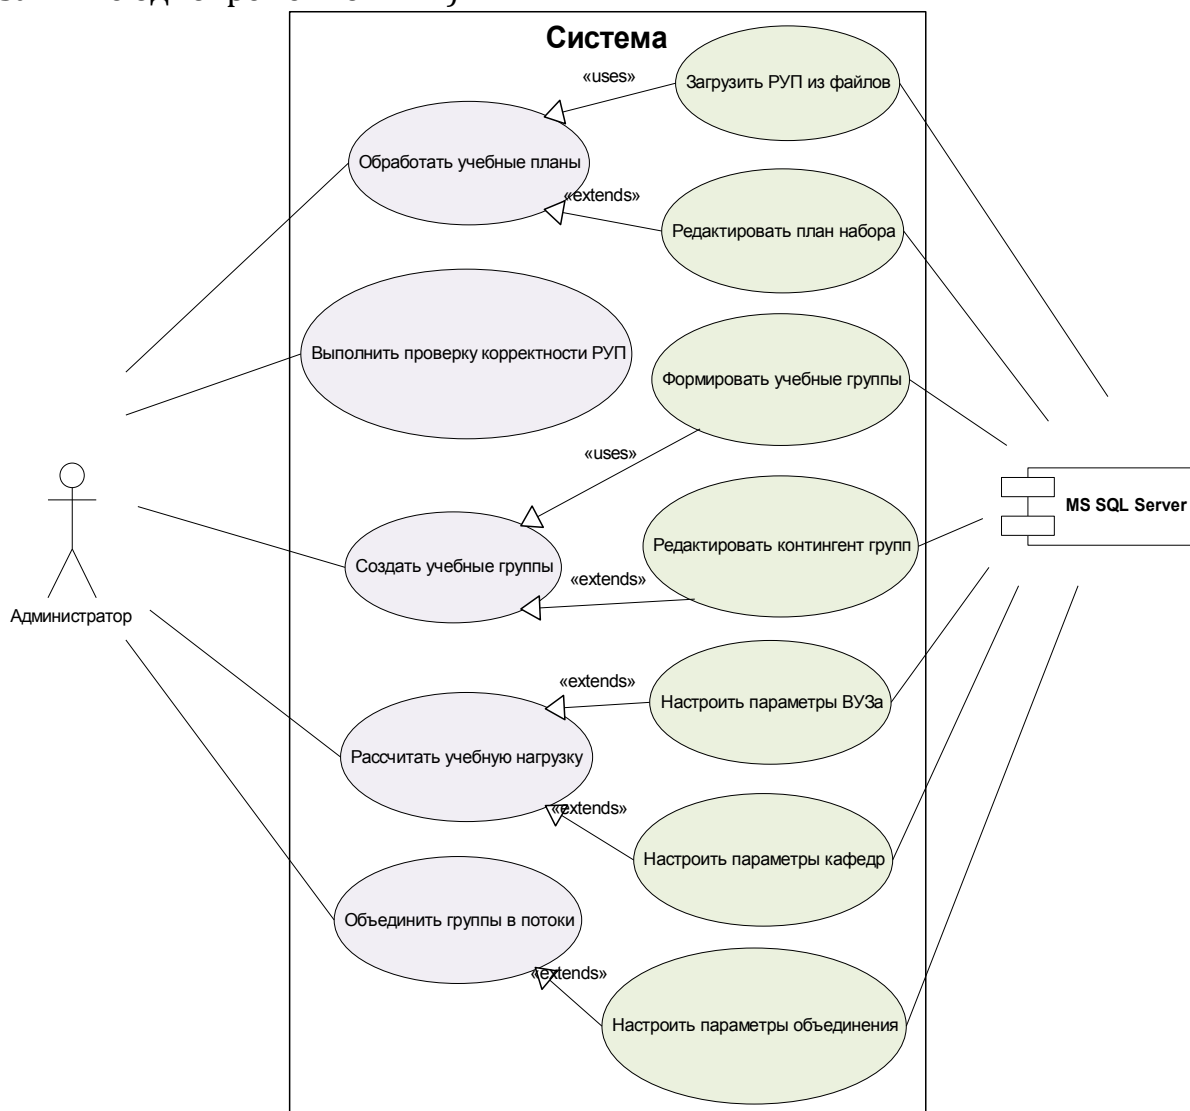 Система
«uses»
Загрузить РУП из файлов
Обработать учебные планы
«extends»
Редактировать план набора
Выполнить проверку корректности РУП
Формировать учебные группы
«uses»
MS SQL Server
Редактировать контингент групп
Создать учебные группы
«extends»
Администратор
«extends»
Настроить параметры ВУЗа
Рассчитать учебную нагрузку
«extends»
Настроить параметры кафедр
Объединить группы в потоки
«extends»
Настроить параметры объединения